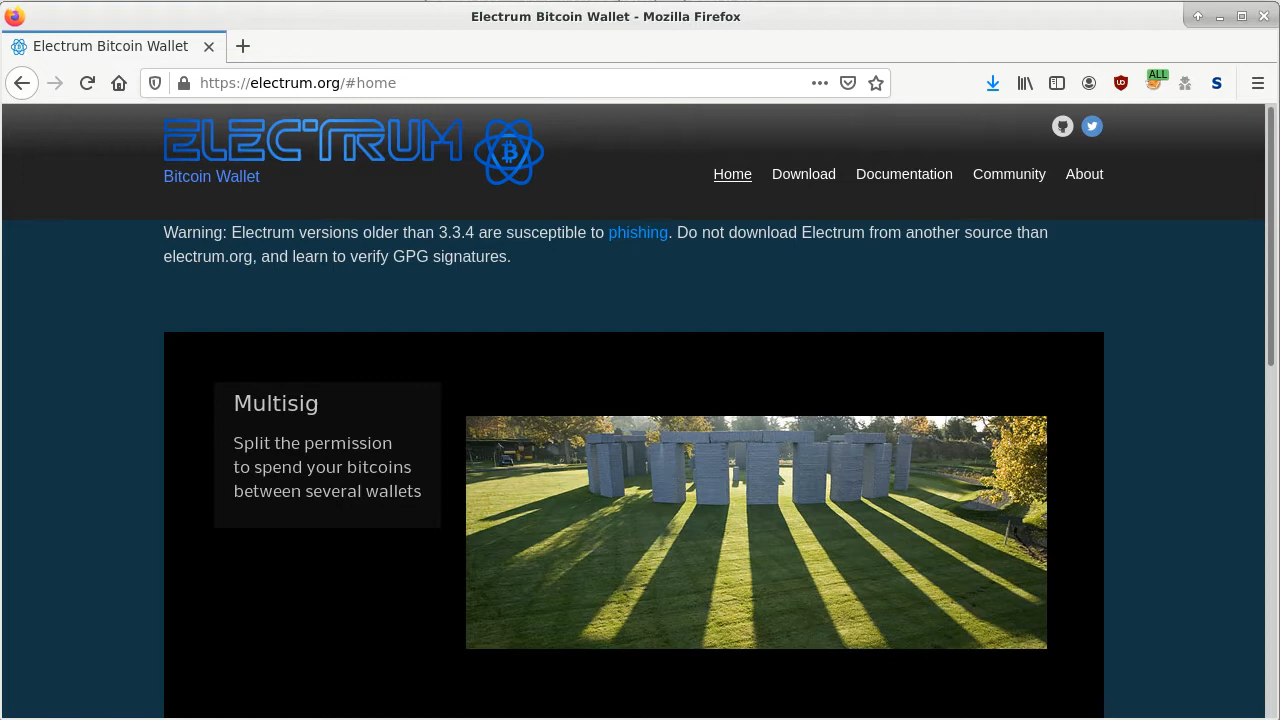 Electrum Bitcoin Wallet - Mozilla Firefox
Electrum Bitcoin Wallet
https://electrum.org/#home
ALL
S
ELECTRUM
Bitcoin Wallet
Home Download Documentation Community About
Warning: Electrum versions older than 3.3.4 are susceptible to phishing. Do not download Electrum from another source than
electrum.org, and learn to verify GPG signatures.
Multisig
Split the permission
to spend your bitcoins
between several wallets